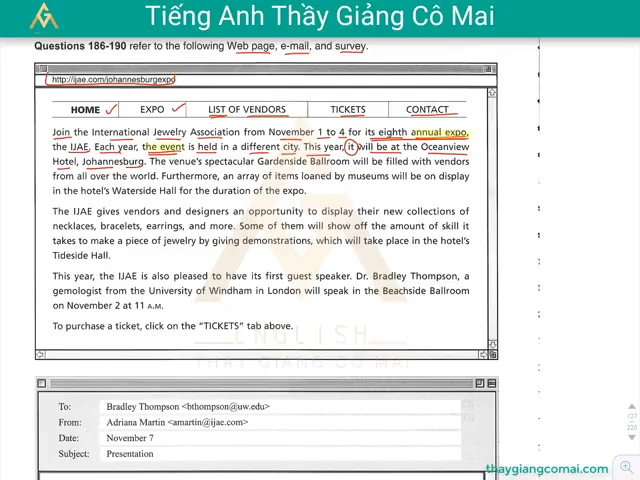 Tiếng Anh Thầy Giảng Cô Mai
Questions 186-190 refer to the following Web page, e-mail, and survey.
http://ijae.com/johannesburgexpo
HOME EXPO LIST OF VENDORS TICKETS CONTACT
Join the International Jewelry Association from November 1 to 4 for its eighth annual expo,
the IJAE, Each year, the event is held in a different city. This year, it will be at the Oceanview
Hotel, Johannesburg. The venue's spectacular Gardenside Ballroom will be filled with vendors
from all over the world. Furthermore, an array of items loaned by museums will be on display
in the hotel's Waterside Hall for the duration of the expo.
The IJAE gives vendors and designers an opportunity to display their new collections of
necklaces, bracelets, earrings, and more. Some of them will show off the amount of skill it
takes to make a piece of jewelry by giving demonstrations, which will take place in the hotel's
Tideside Hall.
This year, the IJAE is also pleased to have its first guest speaker. Dr. Bradley Thompson, a
gemologist from the University of Windham in London will speak in the Beachside Ballroom
on November 2 at 11 A.M.
To purchase a ticket, click on the "TICKETS" tab above.
ENGLISH
THAY GIANG CO MAI
To: Bradley Thompson <bthompson@uw.edu>
From: Adriana Martin <amartin@ijae.com>
Date: November 7
Subject: Presentation
127
220
thaygiangcomai.com